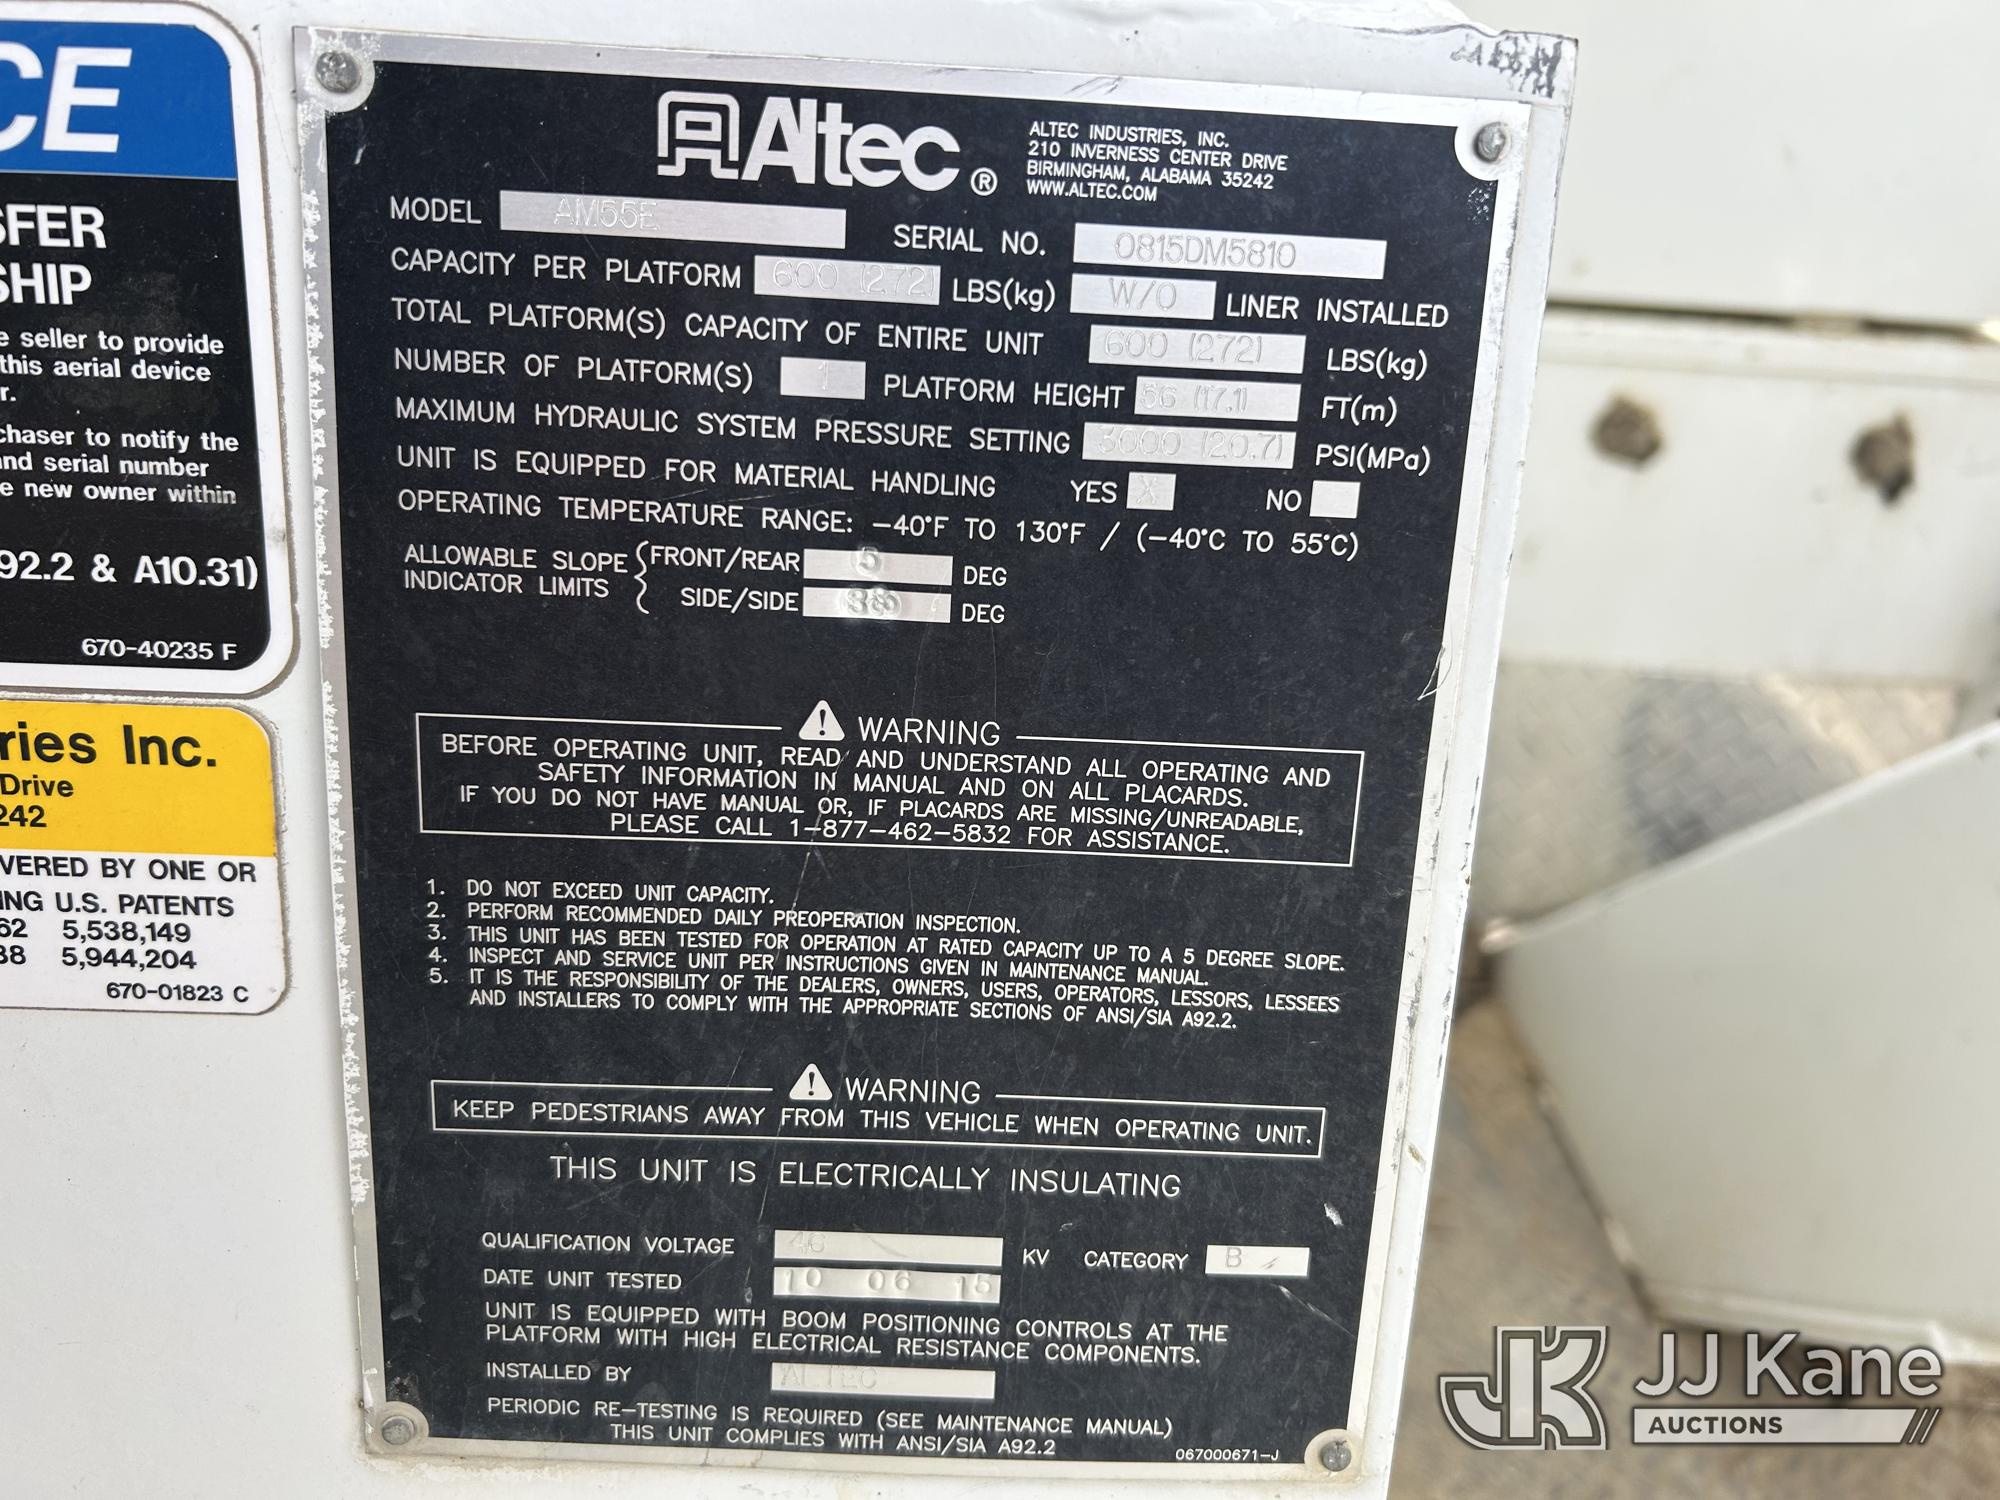 CE
SFER
SHIP
e seller to provide
this aerial device
r.
chaser to notify the
nd serial number
e new owner within
92.2 & A10.31)
670-40235 F
ries Inc.
Drive
242
VERED BY ONE OR
ING U.S. PATENTS
62 5,538,149
38 5,944,204
670-01823 C
Altec ®
ALTEC INDUSTRIES, INC.
210 INVERNESS CENTER DRIVE
BIRMINGHAM, ALABAMA 35242
WWW.ALTEC.COM
MODEL AM55E SERIAL NO. 0815DM5810
CAPACITY PER PLATFORM 600 (272) LBS(kg) W/O LINER INSTALLED
TOTAL PLATFORM(S) CAPACITY OF ENTIRE UNIT 600 (272) LBS(kg)
NUMBER OF PLATFORM(S) 1 PLATFORM HEIGHT 56 (17.1) FT(m)
MAXIMUM HYDRAULIC SYSTEM PRESSURE SETTING 3000 (20.7) PSI(MPa)
UNIT IS EQUIPPED FOR MATERIAL HANDLING YES X NO
OPERATING TEMPERATURE RANGE: -40°F TO 130°F / (-40°C TO 55°C)
ALLOWABLE SLOPE INDICATOR LIMITS
FRONT/REAR 5 DEG
SIDE/SIDE DEG
WARNING
BEFORE OPERATING UNIT, READ AND UNDERSTAND ALL OPERATING AND
SAFETY INFORMATION IN MANUAL AND ON ALL PLACARDS.
IF YOU DO NOT HAVE MANUAL OR, IF PLACARDS ARE MISSING/UNREADABLE,
PLEASE CALL 1-877-462-5832 FOR ASSISTANCE.
1. DO NOT EXCEED UNIT CAPACITY.
2. PERFORM RECOMMENDED DAILY PREOPERATION INSPECTION.
3. THIS UNIT HAS BEEN TESTED FOR OPERATION AT RATED CAPACITY UP TO A 5 DEGREE SLOPE.
4. INSPECT AND SERVICE UNIT PER INSTRUCTIONS GIVEN IN MAINTENANCE MANUAL.
5. IT IS THE RESPONSIBILITY OF THE DEALERS, OWNERS, USERS, OPERATORS, LESSORS, LESSEES
AND INSTALLERS TO COMPLY WITH THE APPROPRIATE SECTIONS OF ANSI/SIA A92.2.
WARNING
KEEP PEDESTRIANS AWAY FROM THIS VEHICLE WHEN OPERATING UNIT.
THIS UNIT IS ELECTRICALLY INSULATING
QUALIFICATION VOLTAGE 46 KV CATEGORY B
DATE UNIT TESTED 10 06 15
UNIT IS EQUIPPED WITH BOOM POSITIONING CONTROLS AT THE
PLATFORM WITH HIGH ELECTRICAL RESISTANCE COMPONENTS.
INSTALLED BY ALTEC
PERIODIC RE-TESTING IS REQUIRED (SEE MAINTENANCE MANUAL)
THIS UNIT COMPLIES WITH ANSI/SIA A92.2
067000671-J
JK JJ Kane
AUCTIONS